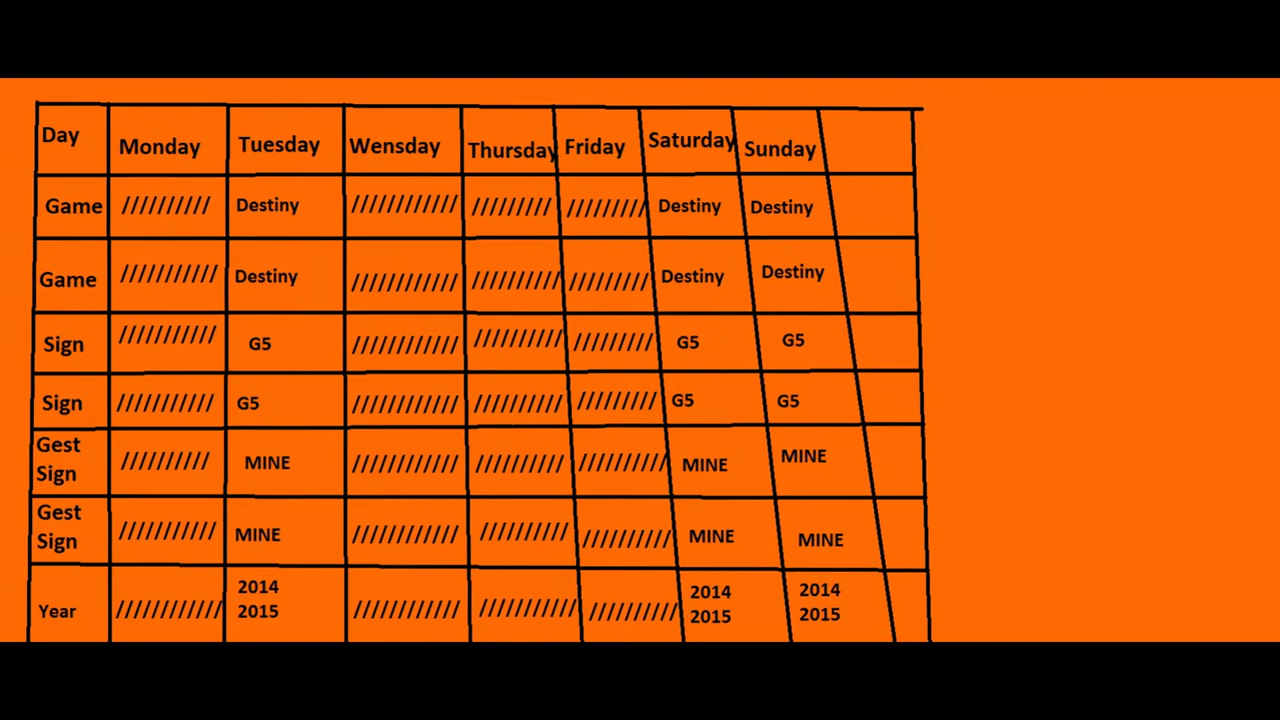 Day Monday Tuesday Wensday Thursday Friday Saturday Sunday
Game ////////// Destiny //////////// ///////// ///////// Destiny Destiny
Game /////////// Destiny //////////// ////////// ///////// Destiny Destiny
Sign /////////// G5 //////////// ////////// ///////// G5 G5
Sign /////////// G5 //////////// ////////// ///////// G5 G5
Gest Sign ////////// MINE //////////// ////////// ////////// MINE MINE
Gest Sign /////////// MINE //////////// ////////// ////////// MINE MINE
Year //////////// 2014 2015 //////////// /////////// ////////// 2014 2015 2014 2015